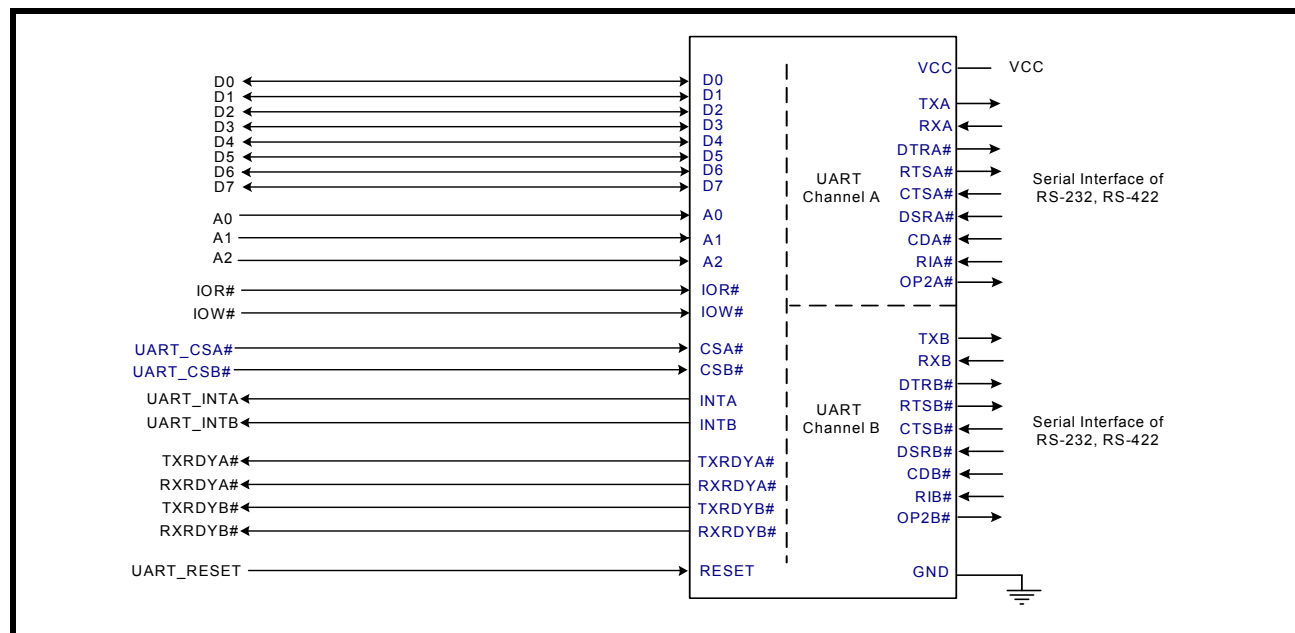 D0
D1
D2
D3
D4
D5
D6
D7
A0
A1
A2
IOR#
IOW#
UART_CSA#
UART_CSB#
UART_INTA
UART_INTB
TXRDYA#
RXRDYA#
TXRDYB#
RXRDYB#
UART_RESET
D0
D1
D2
D3
D4
D5
D6
D7
A0
A1
A2
IOR#
IOW#
CSA#
CSB#
INTA
INTB
TXRDYA#
RXRDYA#
TXRDYB#
RXRDYB#
RESET
UART
Channel A
UART
Channel B
VCC
TXA
RXA
DTRA#
RTSA#
CTSA#
DSRA#
CDA#
RIA#
OP2A#
TXB
RXB
DTRB#
RTSB#
CTSB#
DSRB#
CDB#
RIB#
OP2B#
GND
VCC
Serial Interface of
RS-232, RS-422
Serial Interface of
RS-232, RS-422